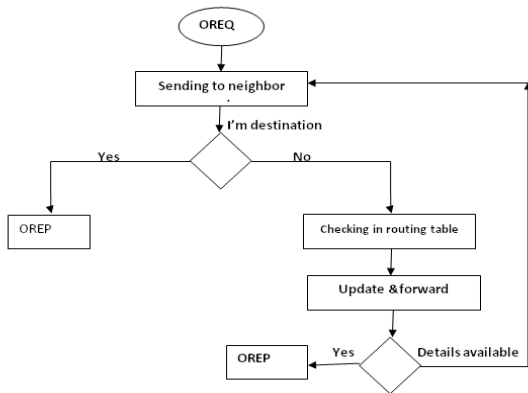 OREQ
Sending to neighbor
.
I'm destination
Yes
No
OREP
Checking in routing table
Update &forward
OREP
Yes
Details available